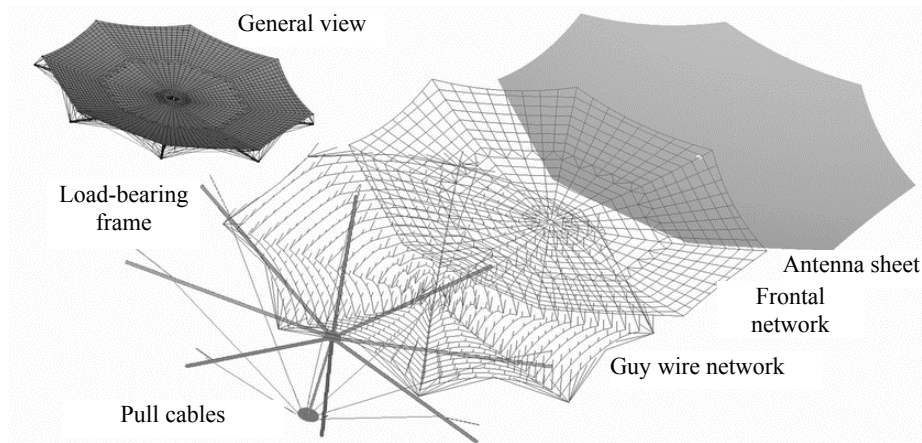 General view
Load-bearing
frame
Antenna sheet
Frontal
network
Guy wire network
Pull cables